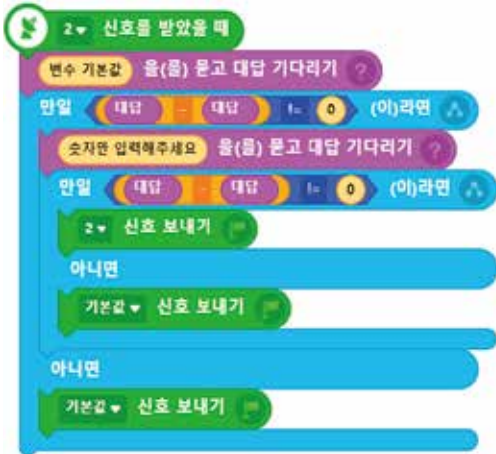 2 신호를 받았을 때
변수 기본값 을(를) 묻고 대답 기다리기 ?
만일 대답 - 대답 != 0 (이)라면
숫자만 입력해주세요 을(를) 묻고 대답 기다리기 ?
만일 대답 - 대답 != 0 (이)라면
2 신호 보내기
아니면
기본값 신호 보내기
아니면
기본값 신호 보내기